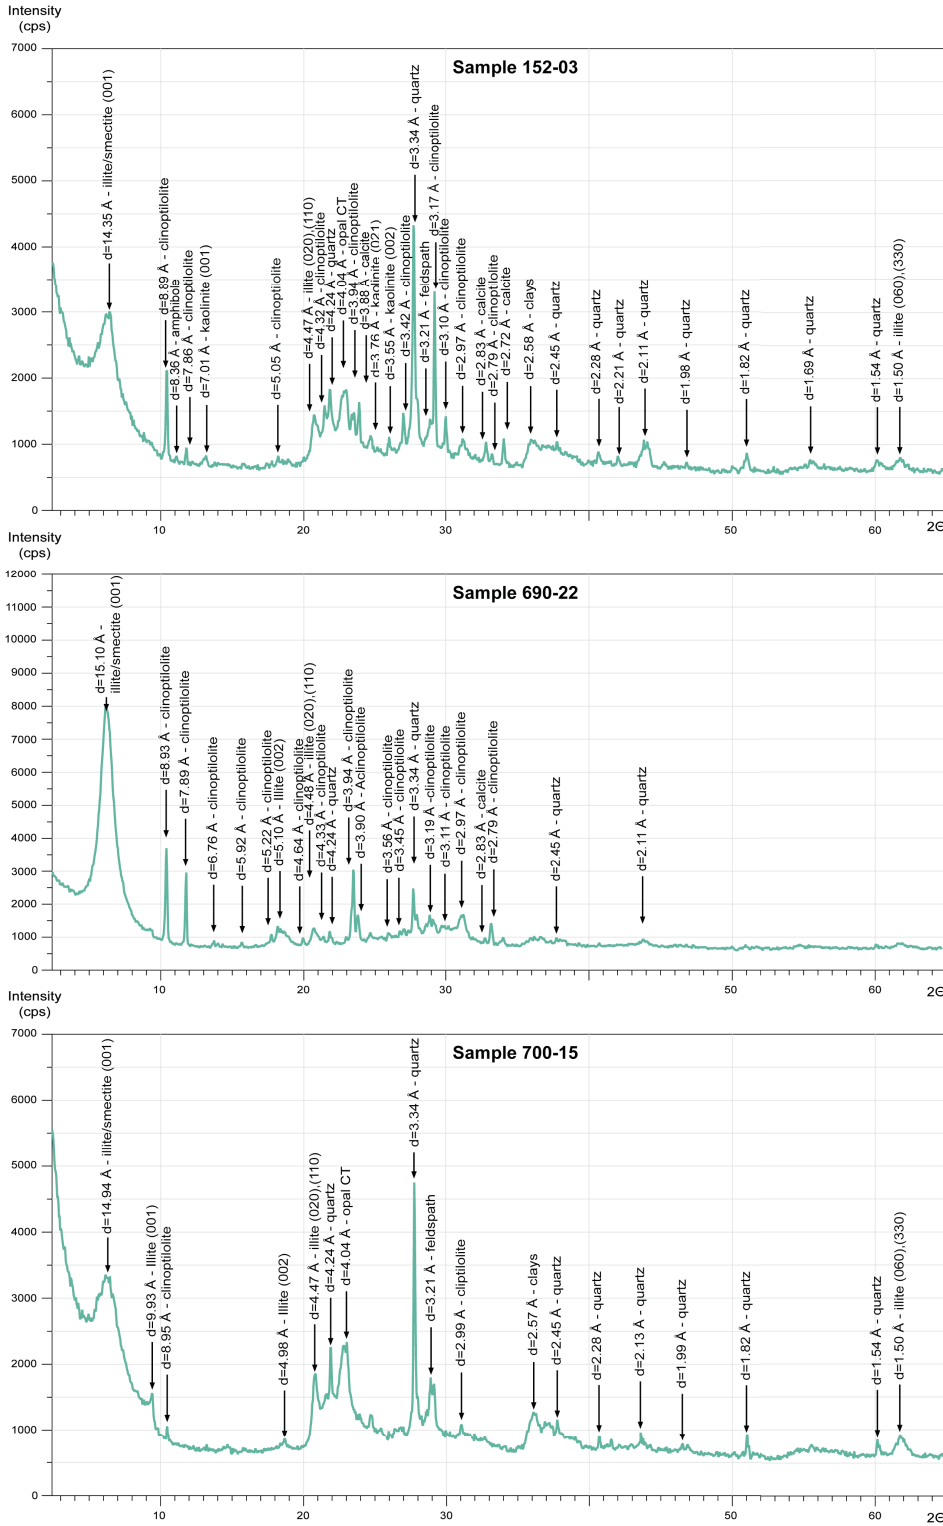 Intensity
(cps)
Sample 152-03
7000
6000
5000
4000
3000
2000
1000
0
d=14.35 Å - illite/smectite (001)
d=8.89 Å - clinoptilolite
d=8.36 Å - amphibole
d=7.86 Å - clinoptilolite
d=7.01 Å - kaolinite (001)
d=5.05 Å - clinoptilolite
d=4.47 Å - illite (020),(110)
d=4.32 Å - clinoptilolite
d=4.24 Å - quartz
d=4.04 Å - opal CT
d=3.94 Å - clinoptilolite
d=3.88 Å - calcite
d=3.76 Å - kaolinite (021)
d=3.55 Å - kaolinite (002)
d=3.42 Å - clinoptilolite
d=3.34 Å - quartz
d=3.21 Å - feldspath
d=3.17 Å - clinoptilolite
d=3.10 Å - clinoptilolite
d=2.97 Å - clinoptilolite
d=2.83 Å - calcite
d=2.79 Å - clinoptlolite
d=2.72 Å - calcite
d=2.58 Å - clays
d=2.45 Å - quartz
d=2.28 Å - quartz
d=2.21 Å - quartz
d=2.11 Å - quartz
d=1.98 Å - quartz
d=1.82 Å - quartz
d=1.69 Å - quartz
d=1.54 Å - quartz
d=1.50 Å - illite (060),(330)
10 20 30 50 60 2Θ
Intensity
(cps)
Sample 690-22
12000
11000
10000
9000
8000
7000
6000
5000
4000
3000
2000
1000
0
d=15.10 Å -
illite/smectite (001)
d=8.93 Å - clinoptilolite
d=7.89 Å - clinoptilolite
d=6.76 Å - clinoptilolite
d=5.92 Å - clinoptilolite
d=5.22 Å - clinoptilolite
d=5.10 Å - Illite (002)
d=4.64 Å - clinoptilolite
d=4.48 Å - Illite (020),(110)
d=4.33 Å - clinoptilolite
d=4.24 Å - quartz
d=3.94 Å - clinoptilolite
d=3.90 Å - Aclinoptilolite
d=3.56 Å - clinoptilolite
d=3.45 Å - clinoptilolite
d=3.34 Å - quartz
d=3.19 Å -clinoptilolite
d=3.11 Å - clinoptilolite
d=2.97 Å - clinoptilolite
d=2.83 Å - calcite
d=2.79 Å - clinoptilolite
d=2.45 Å - quartz
d=2.11 Å - quartz
10 20 30 50 60 2Θ
Intensity
(cps)
Sample 700-15
7000
6000
5000
4000
3000
2000
1000
0
d=14.94 Å - illite/smectite (001)
d=9.93 Å - Illite (001)
d=8.95 Å - clinoptilolite
d=4.98 Å - Illite (002)
d=4.47 Å - illite (020),(110)
d=4.24 Å - quartz
d=4.04 Å - opal CT
d=3.34 Å - quartz
d=3.21 Å - feldspath
d=2.99 Å - cliptilolite
d=2.57 Å - clays
d=2.45 Å - quartz
d=2.28 Å - quartz
d=2.13 Å - quartz
d=1.99 Å - quartz
d=1.82 Å - quartz
d=1.54 Å - quartz
d=1.50 Å - illite (060),(330)
10 20 30 50 60 2Θ